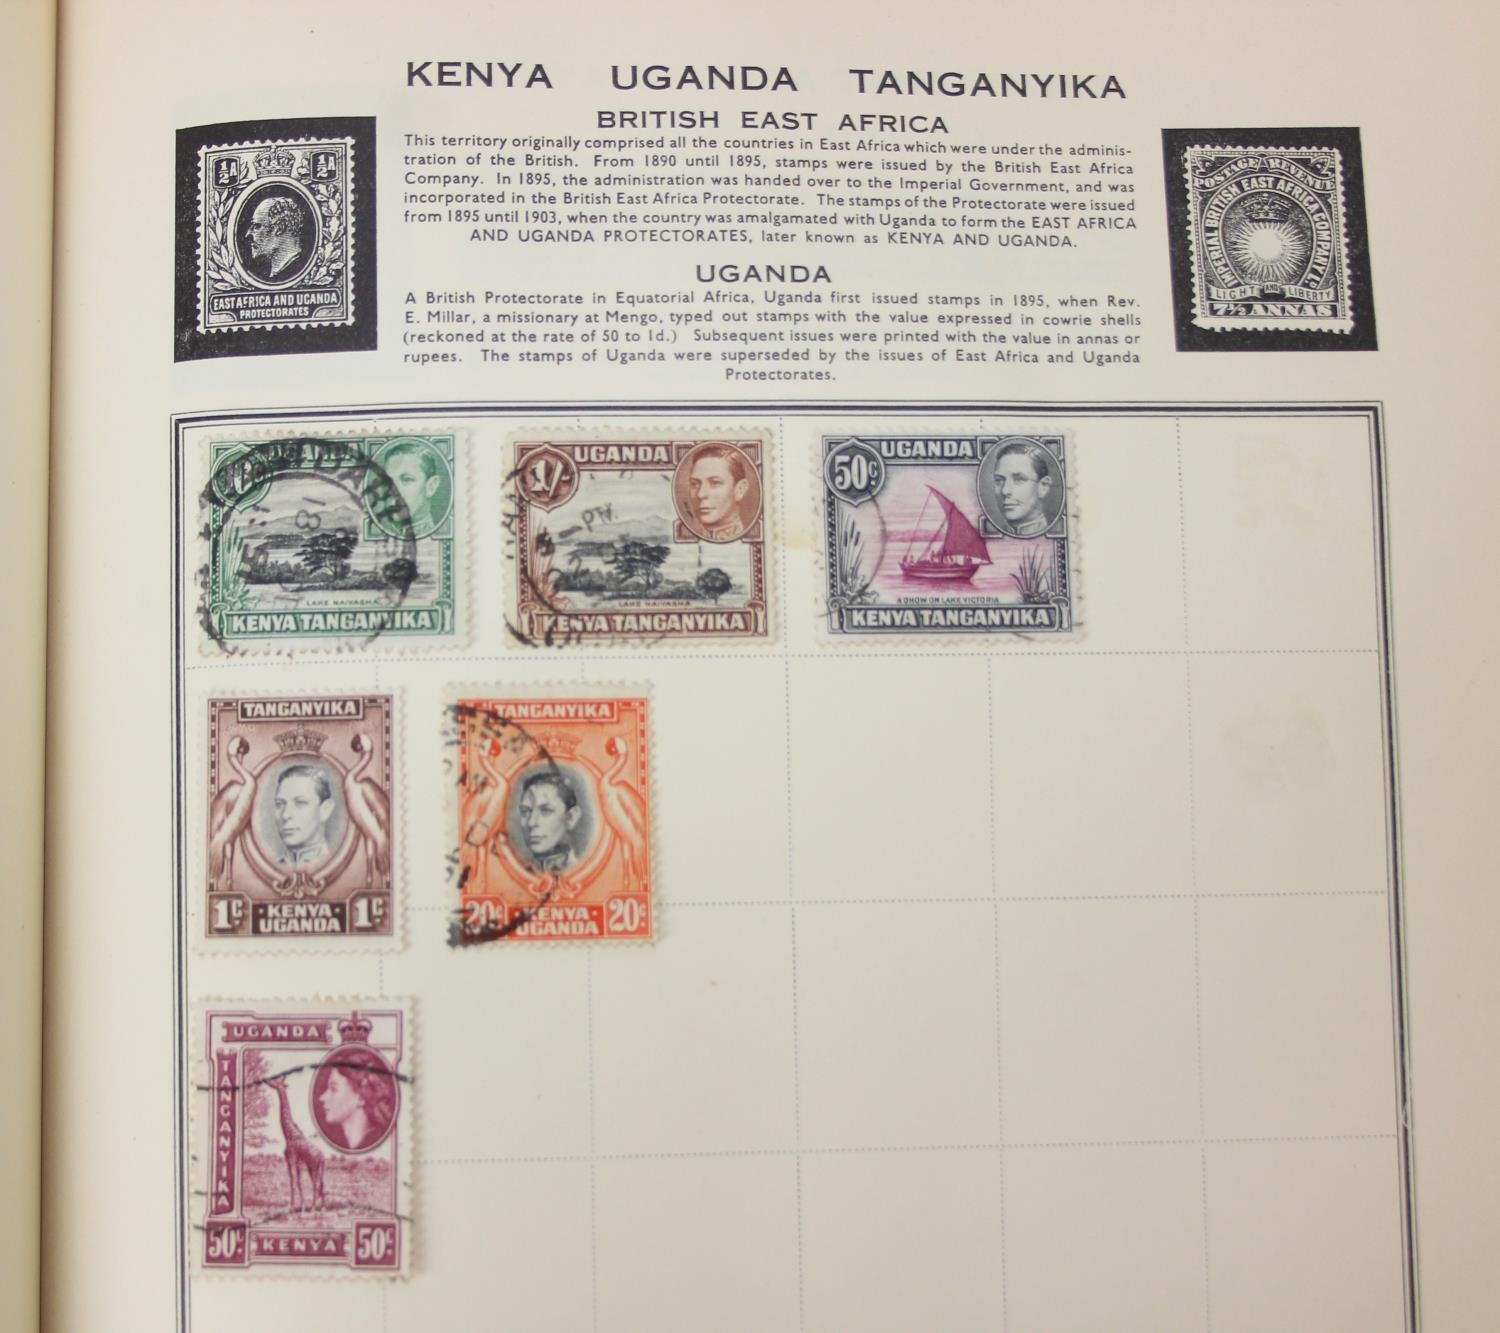 KENYA UGANDA TANGANYIKA
BRITISH EAST AFRICA
This territory originally comprised all the countries in East Africa which were under the adminis-
tration of the British. From 1890 until 1895, stamps were issued by the British East Africa
Company. In 1895, the administration was handed over to the Imperial Government, and was
incorporated in the British East Africa Protectorate. The stamps of the Protectorate were issued
from 1895 until 1903, when the country was amalgamated with Uganda to form the EAST AFRICA
AND UGANDA PROTECTORATES, later known as KENYA AND UGANDA.
UGANDA
A British Protectorate in Equatorial Africa, Uganda first issued stamps in 1895, when Rev.
E. Millar, a missionary at Mengo, typed out stamps with the value expressed in cowrie shells
(reckoned at the rate of 50 to 1d.) Subsequent issues were printed with the value in annas or
rupees. The stamps of Uganda were superseded by the issues of East Africa and Uganda
Protectorates.
½A ½A
EAST AFRICA AND UGANDA
PROTECTORATES
POSTAGE REVENUE
IMPERIAL BRITISH EAST AFRICA COMPANY LD
LIGHT AND LIBERTY
7½ ANNAS
UGANDA
LAKE NAIVASHA
KENYA TANGANYIKA
1/- UGANDA
PM
LAKE NAIVASHA
KENYA TANGANYIKA
50C UGANDA
A DHOW ON LAKE VICTORIA
KENYA TANGANYIKA
TANGANYIKA
1C KENYA 1C
UGANDA
TANGANYIKA
AM
20C KENYA 20C
UGANDA
UGANDA
TANGANYIKA
50C KENYA 50C